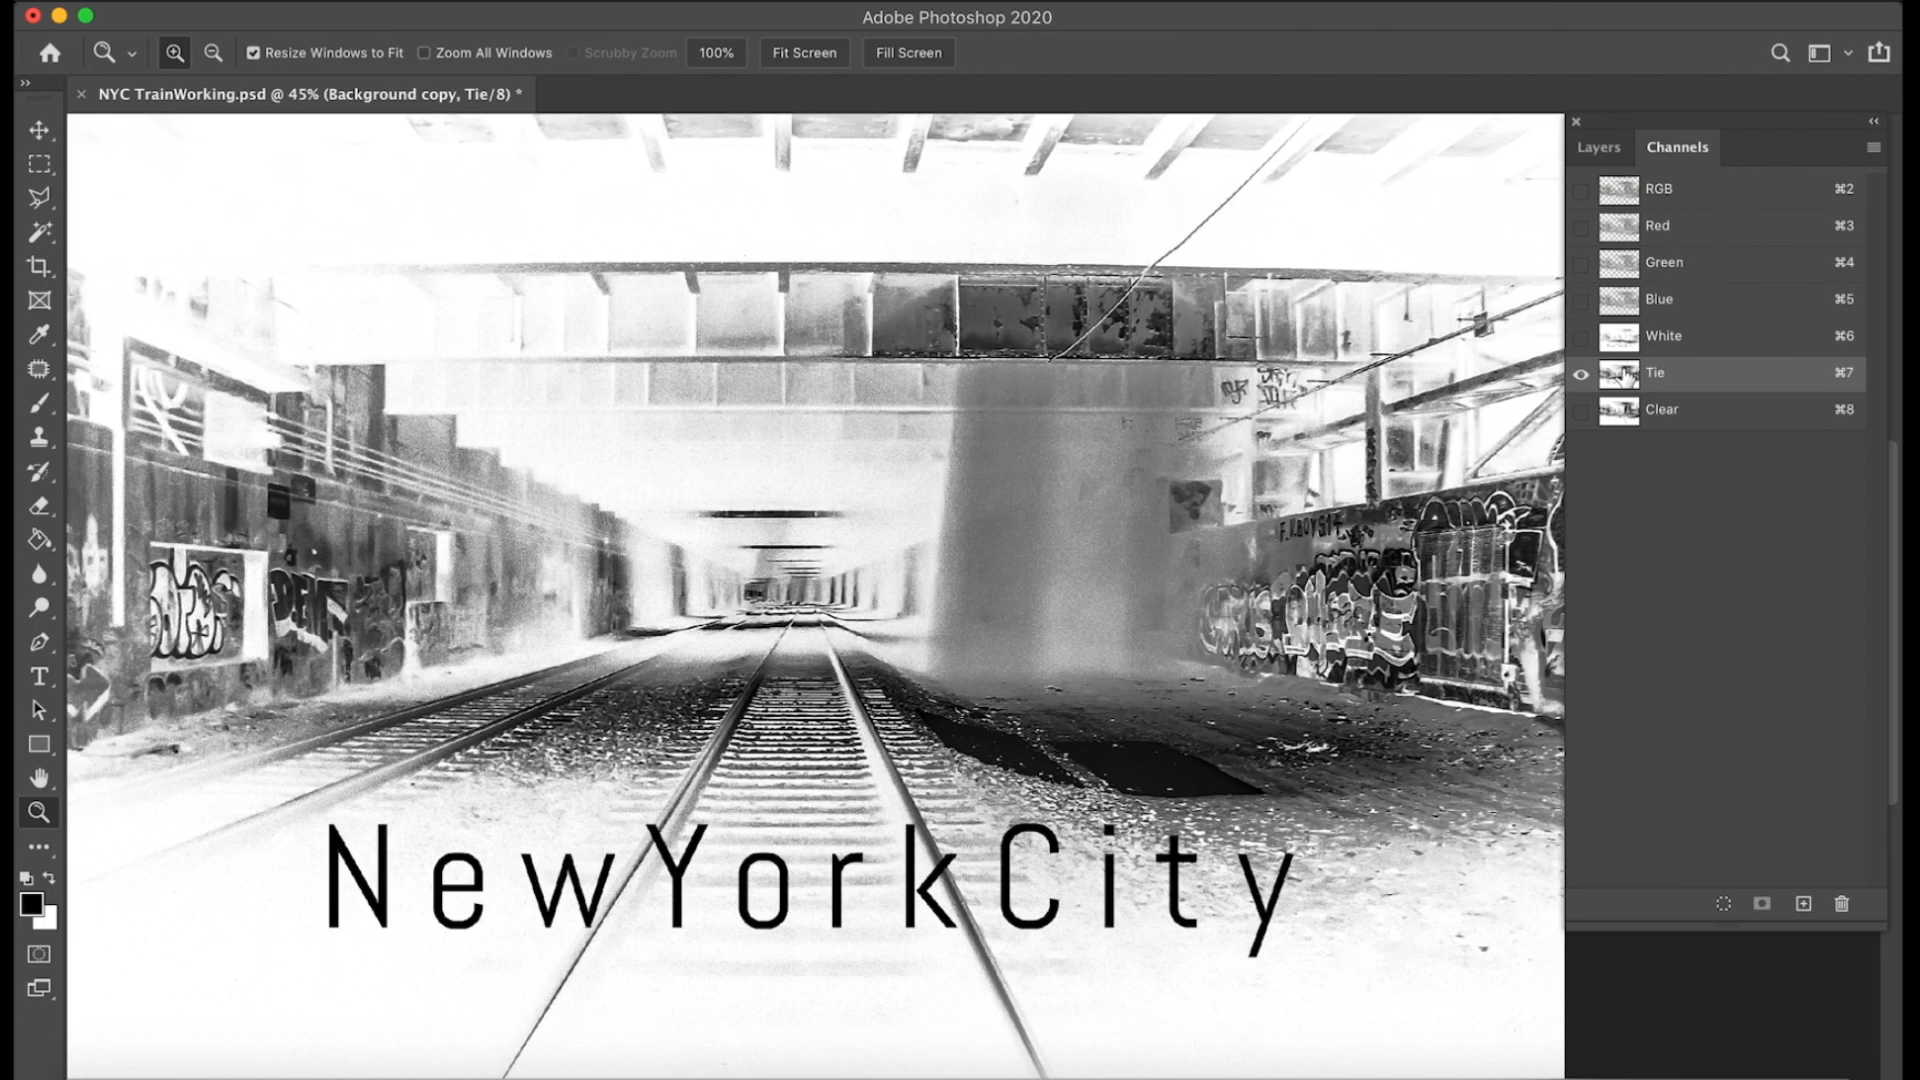 Adobe Photoshop 2020
Resize Windows to Fit
Zoom All Windows
Scrubby Zoom
100%
Fit Screen
Fill Screen
NYC TrainWorking.psd @ 45% (Background copy, Tie/8) *
Layers
Channels
RGB ⌘2
Red ⌘3
Green ⌘4
Blue ⌘5
White ⌘6
Tie ⌘7
Clear ⌘8
NewYorkCity